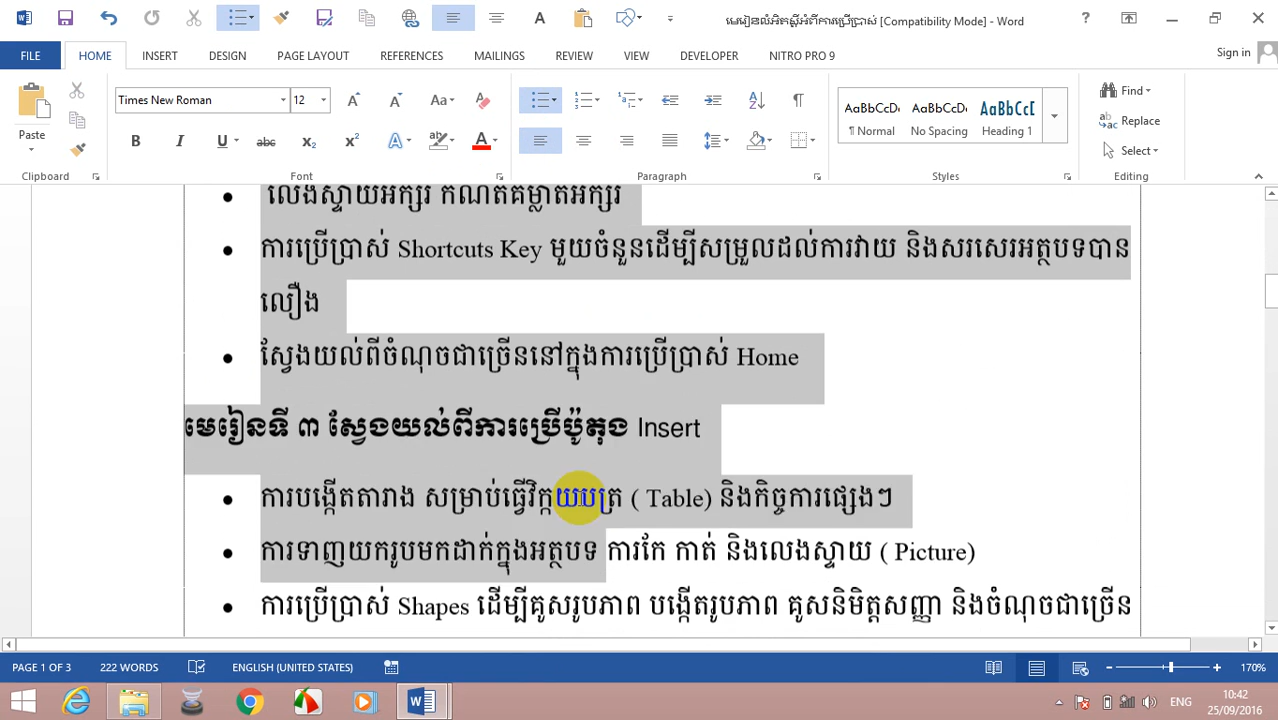 មេរៀនល់អិតស្តីអំពីការប្រើប្រាស់ [Compatibility Mode] - Word
FILE HOME INSERT DESIGN PAGE LAYOUT REFERENCES MAILINGS REVIEW VIEW DEVELOPER NITRO PRO 9 Sign in
Times New Roman 12
Paste
AaBbCcDc AaBbCcDc AaBbCcD
¶ Normal No Spacing Heading 1
Find
Replace
Select
Clipboard Font Paragraph Styles Editing
លេងស្ទាយអក្សរ កំណត់គម្លាតអក្សរ
• ការប្រើប្រាស់ Shortcuts Key មួយចំនួនដើម្បីសម្រួលដល់ការវាយ និងសរសេរអត្ថបទបាន
លឿង
• ស្វែងយល់ពីចំណុចជាច្រើននៅក្នុងការប្រើប្រាស់ Home
មេរៀនទី ៣ ស្វែងយល់ពីការប្រើប៉ូតុង Insert
• ការបង្កើតតារាង សម្រាប់ធ្វើវិក្កយបត្រ ( Table) និងកិច្ចការផ្សេងៗ
• ការទាញយករូបមកដាក់ក្នុងអត្ថបទ ការកែ កាត់ និងលេងស្ទាយ ( Picture)
• ការប្រើប្រាស់ Shapes ដើម្បីគូសរូបភាព បង្កើតរូបភាព គូសនិមិត្តសញ្ញា និងចំណុចជាច្រើន
PAGE 1 OF 3 222 WORDS ENGLISH (UNITED STATES) 170%
ENG 10:42
25/09/2016